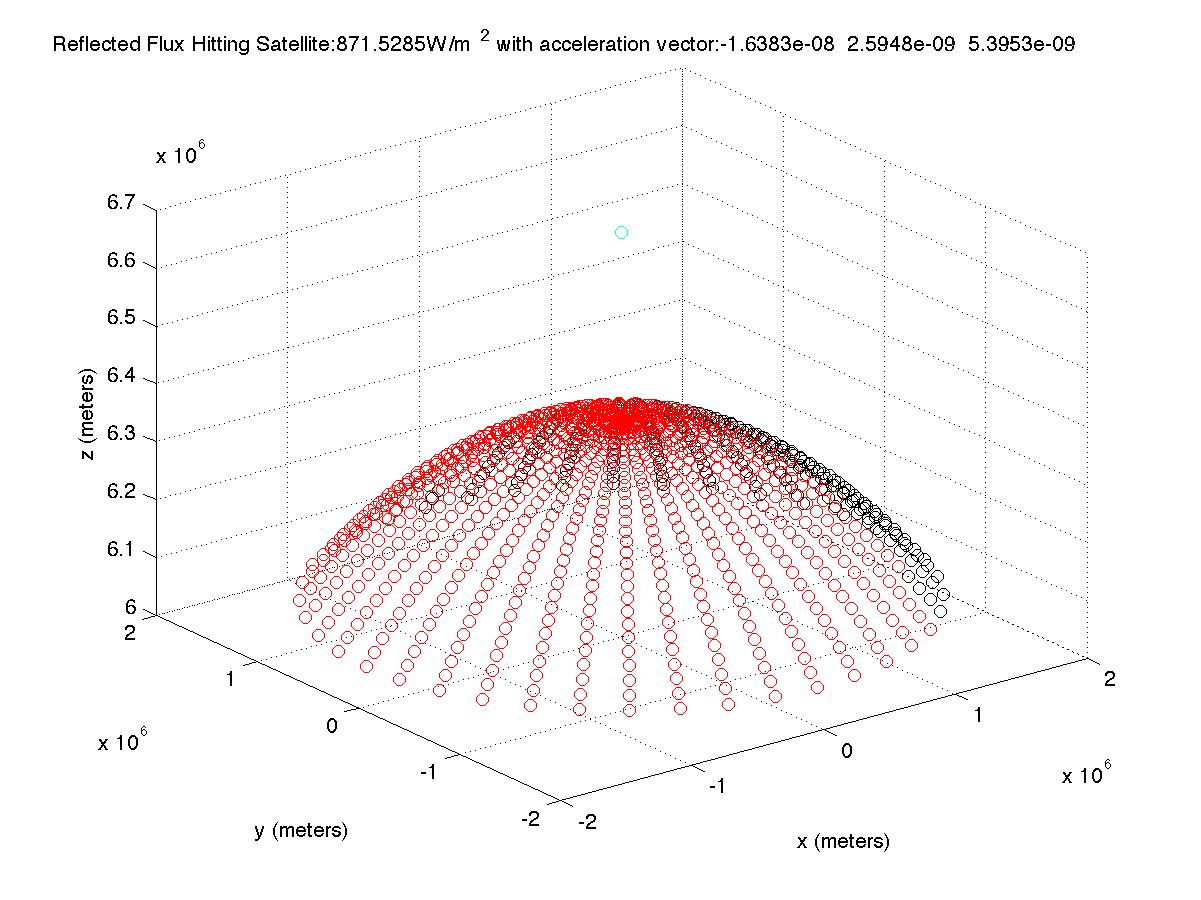 Reflected Flux Hitting Satellite:871.5285W/m 2 with acceleration vector:-1.6383e-08 2.5948e-09 5.3953e-09
x 10^6
6.7
6.6
6.5
6.4
6.3
6.2
6.1
6
z (meters)
2
1
0
-1
-2
x 10^6
y (meters)
-2
-1
0
1
2
x 10^6
x (meters)